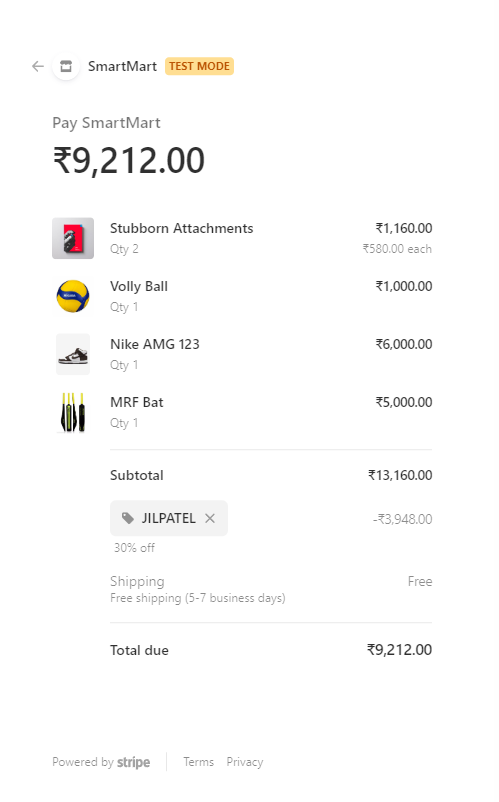 SmartMart TEST MODE
Pay SmartMart
₹9,212.00
Stubborn Attachments ₹1,160.00
Qty 2 ₹580.00 each
Volly Ball ₹1,000.00
Qty 1
Nike AMG 123 ₹6,000.00
Qty 1
MRF Bat ₹5,000.00
Qty 1
Subtotal ₹13,160.00
JILPATEL -₹3,948.00
30% off
Shipping Free
Free shipping (5-7 business days)
Total due ₹9,212.00
Powered by stripe Terms Privacy